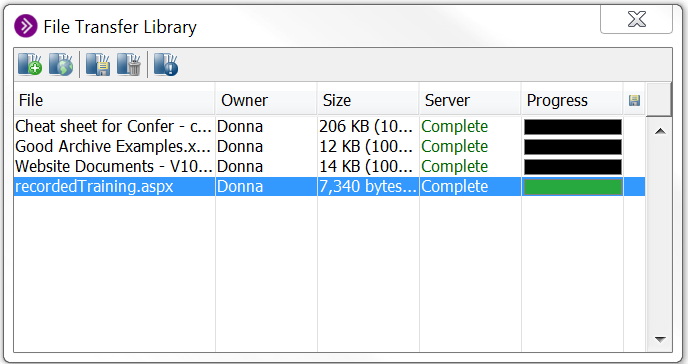 File Transfer Library
File Owner Size Server Progress
Cheat sheet for Confer - c... Donna 206 KB (10... Complete
Good Archive Examples.x... Donna 12 KB (100... Complete
Website Documents - V10... Donna 14 KB (100... Complete
recordedTraining.aspx Donna 7,340 bytes... Complete